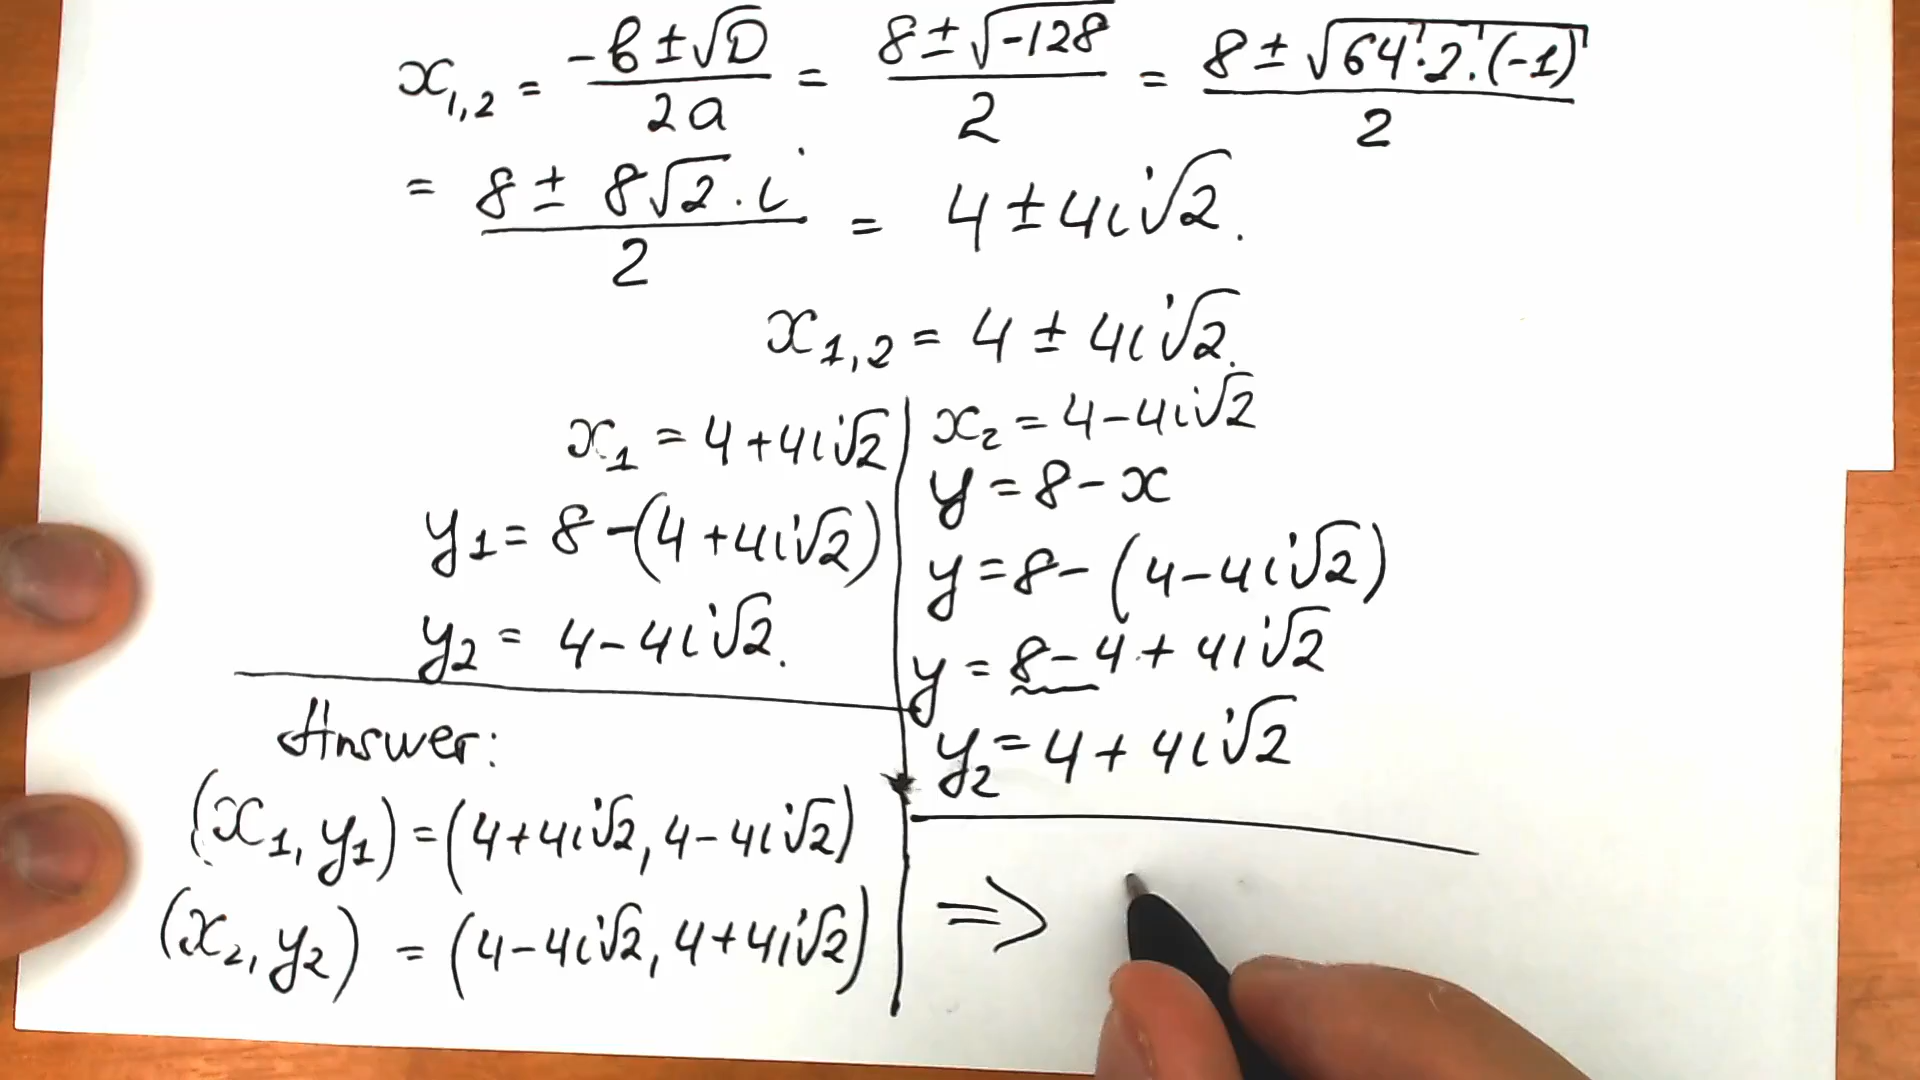 x₁,₂ = (-b ± √D)/(2a) = (8 ± √-128)/2 = (8 ± √64·2·(-1))/2
= (8 ± 8√2 · i)/2 = 4 ± 4i√2.
x₁,₂ = 4 ± 4i√2.
x₁ = 4 + 4i√2
y₁ = 8 - (4 + 4i√2)
y₂ = 4 - 4i√2.
x₂ = 4 - 4i√2
y = 8 - x
y = 8 - (4 - 4i√2)
y = 8 - 4 + 4i√2
y₂ = 4 + 4i√2
Answer:
(x₁, y₁) = (4 + 4i√2, 4 - 4i√2)
(x₂, y₂) = (4 - 4i√2, 4 + 4i√2)
⇒